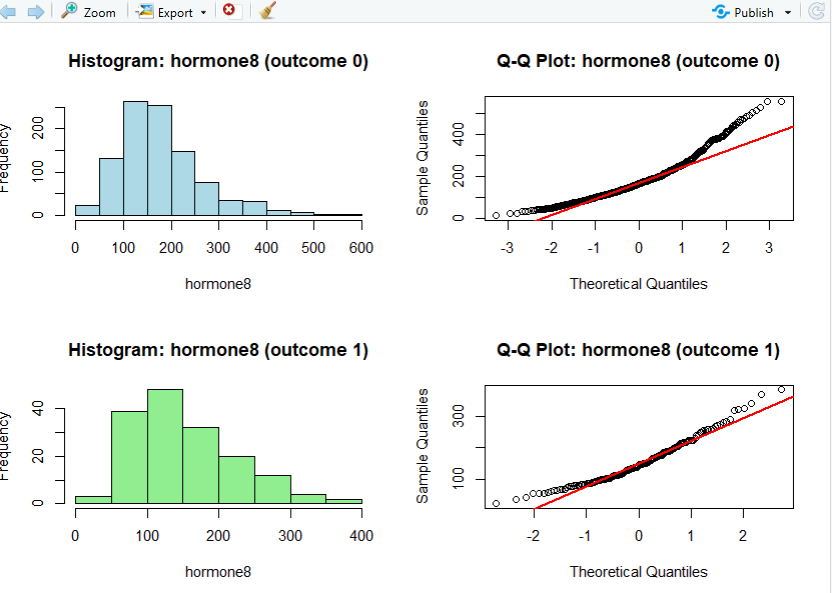 Zoom Export Publish
Histogram: hormone8 (outcome 0)
Frequency
0 100 200
0 100 200 300 400 500 600
hormone8
Q-Q Plot: hormone8 (outcome 0)
Sample Quantiles
0 200 400
-3 -2 -1 0 1 2 3
Theoretical Quantiles
Histogram: hormone8 (outcome 1)
Frequency
0 20 40
0 100 200 300 400
hormone8
Q-Q Plot: hormone8 (outcome 1)
Sample Quantiles
100 300
-2 -1 0 1 2
Theoretical Quantiles